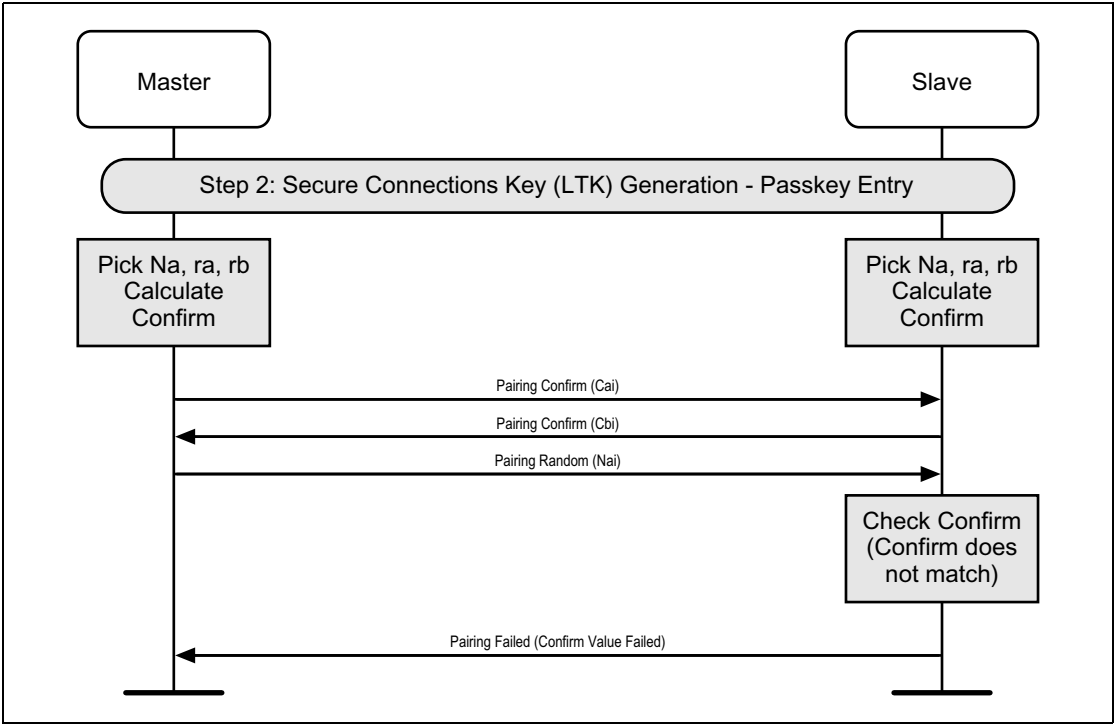 Master
Slave
Step 2: Secure Connections Key (LTK) Generation - Passkey Entry
Pick Na, ra, rb
Calculate
Confirm
Pick Na, ra, rb
Calculate
Confirm
Pairing Confirm (Cai)
Pairing Confirm (Cbi)
Pairing Random (Nai)
Check Confirm
(Confirm does
not match)
Pairing Failed (Confirm Value Failed)